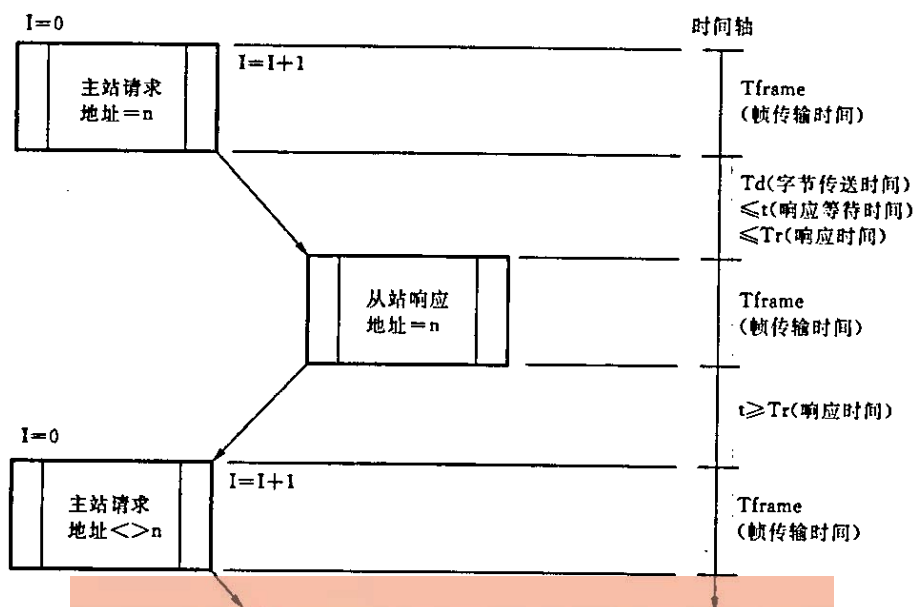 I=0
时间轴
I=I+1
主站请求
地址=n
Tframe
(帧传输时间)
Td(字节传送时间)
≤t(响应等待时间)
≤Tr(响应时间)
从站响应
地址=n
Tframe
(帧传输时间)
t≥Tr(响应时间)
I=0
I=I+1
主站请求
地址<>n
Tframe
(帧传输时间)